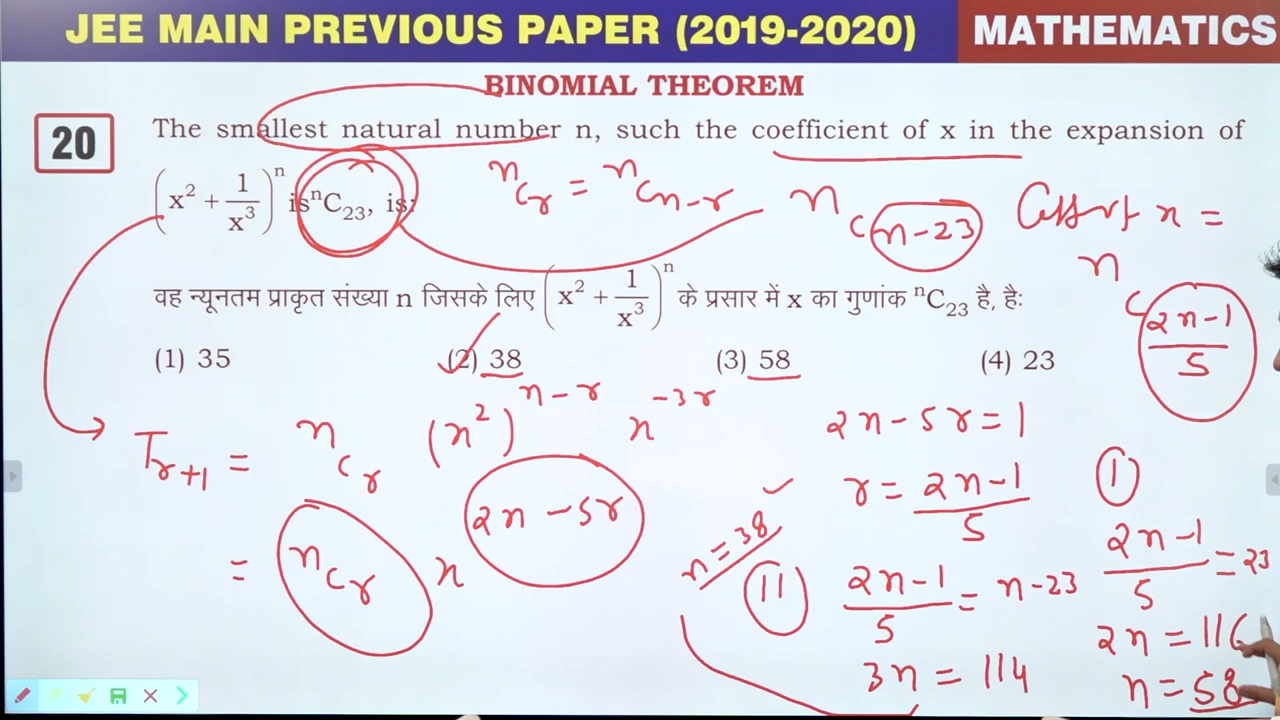 JEE MAIN PREVIOUS PAPER (2019-2020)
MATHEMATICS
BINOMIAL THEOREM
20
The smallest natural number n, such the coefficient of x in the expansion of
(x² + 1/x³)ⁿ is ⁿC₂₃, is:
ⁿCᵣ = ⁿCₙ₋ᵣ
ⁿC n-23
Coeff of x =
ⁿC (2n-1)/5
वह न्यूनतम प्राकृत संख्या n जिसके लिए (x² + 1/x³)ⁿ के प्रसार में x का गुणांक ⁿC₂₃ है, है:
(1) 35 (2) 38 (3) 58 (4) 23
Tᵣ₊₁ = ⁿCᵣ (x²)ⁿ⁻ʳ x⁻³ʳ
= ⁿCᵣ x²ⁿ⁻⁵ʳ
2n-5r=1
r = (2n-1)/5
n=38
II
(2n-1)/5 = n-23
3n = 114
I
(2n-1)/5 = 23
2n = 116
n = 58